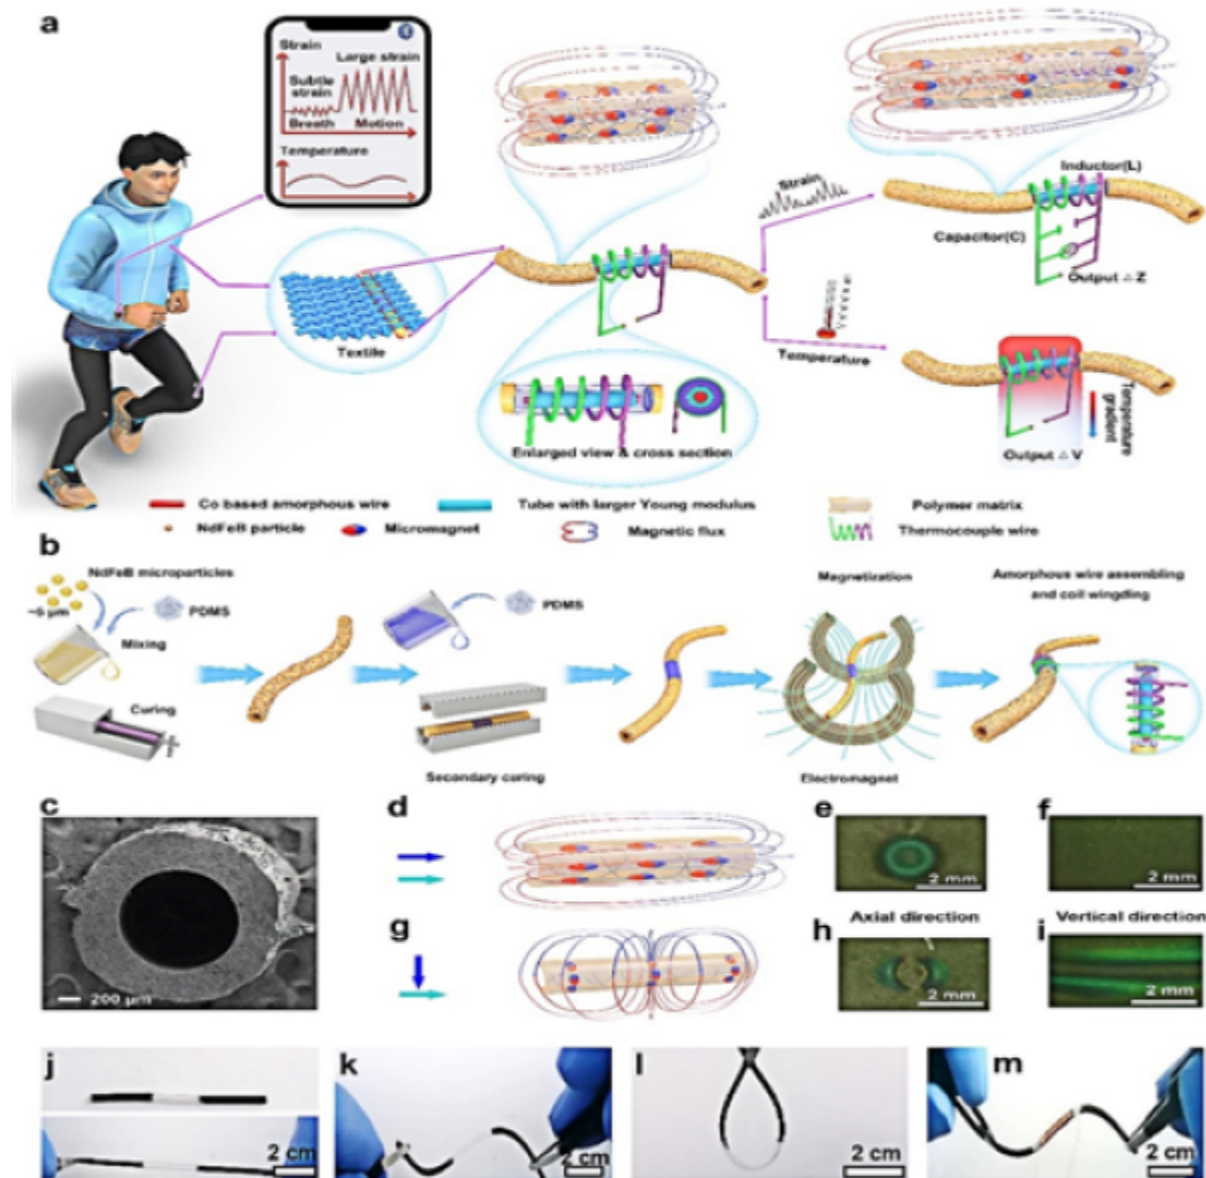 a
Strain
Large strain
Subtle
strain
Breath
Motion
Temperature
Textile
Strain
Temperature
Inductor(L)
Capacitor(C)
Output △ Z
Output △ V
Temperature
gradient
Enlarged view & cross section
Co based amorphous wire
Tube with larger Young modulus
Polymer matrix
NdFeB particle
Micromagnet
Magnetic flux
Thermocouple wire
b
NdFeB microparticles
~5 μm
PDMS
Mixing
Curing
PDMS
Secondary curing
Magnetization
Electromagnet
Amorphous wire assembling
and coil wingding
c
200 μm
d
e
2 mm
f
2 mm
Axial direction
Vertical direction
g
h
2 mm
i
2 mm
j
2 cm
k
2 cm
l
2 cm
m
2 cm